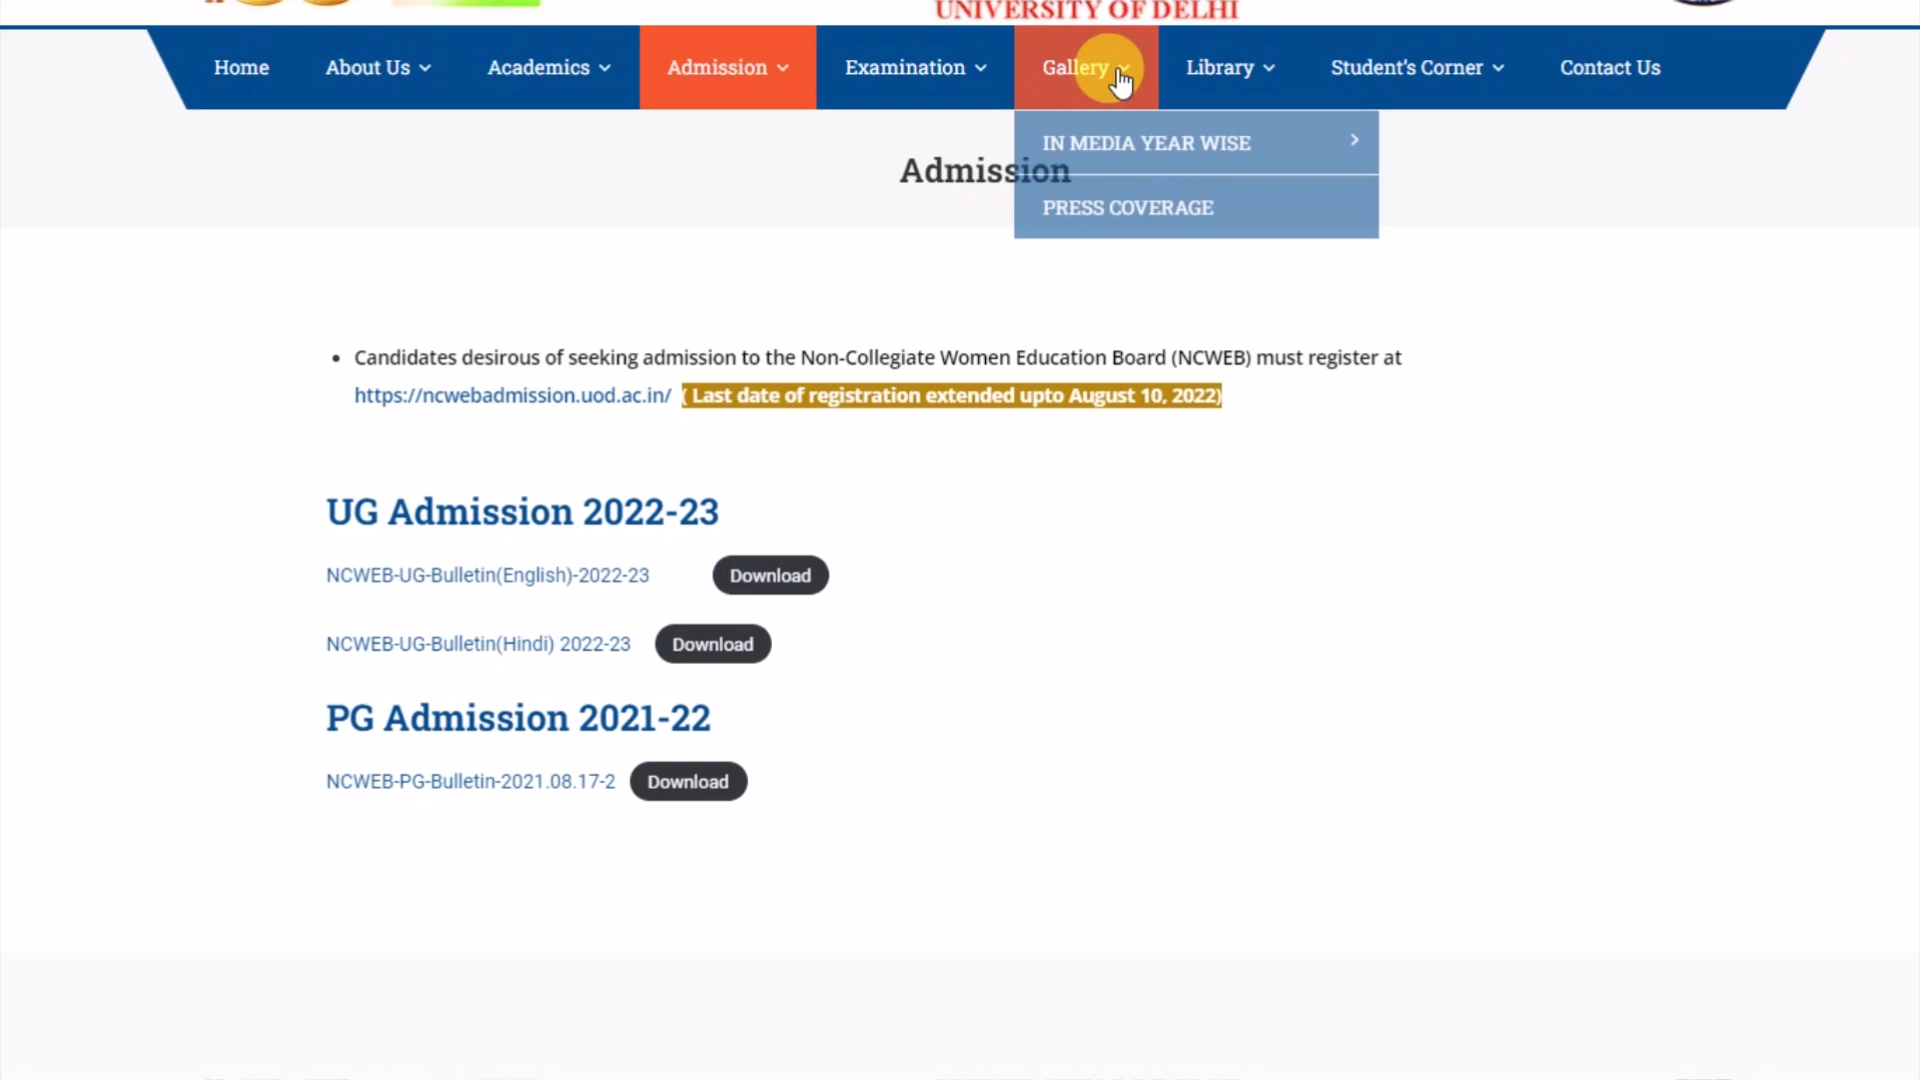 UNIVERSITY OF DELHI
Home About Us Academics Admission Examination Gallery Library Student's Corner Contact Us
IN MEDIA YEAR WISE
Admission
PRESS COVERAGE
Candidates desirous of seeking admission to the Non-Collegiate Women Education Board (NCWEB) must register at
https://ncwebadmission.uod.ac.in/ ( Last date of registration extended upto August 10, 2022)
UG Admission 2022-23
NCWEB-UG-Bulletin(English)-2022-23 Download
NCWEB-UG-Bulletin(Hindi) 2022-23 Download
PG Admission 2021-22
NCWEB-PG-Bulletin-2021.08.17-2 Download